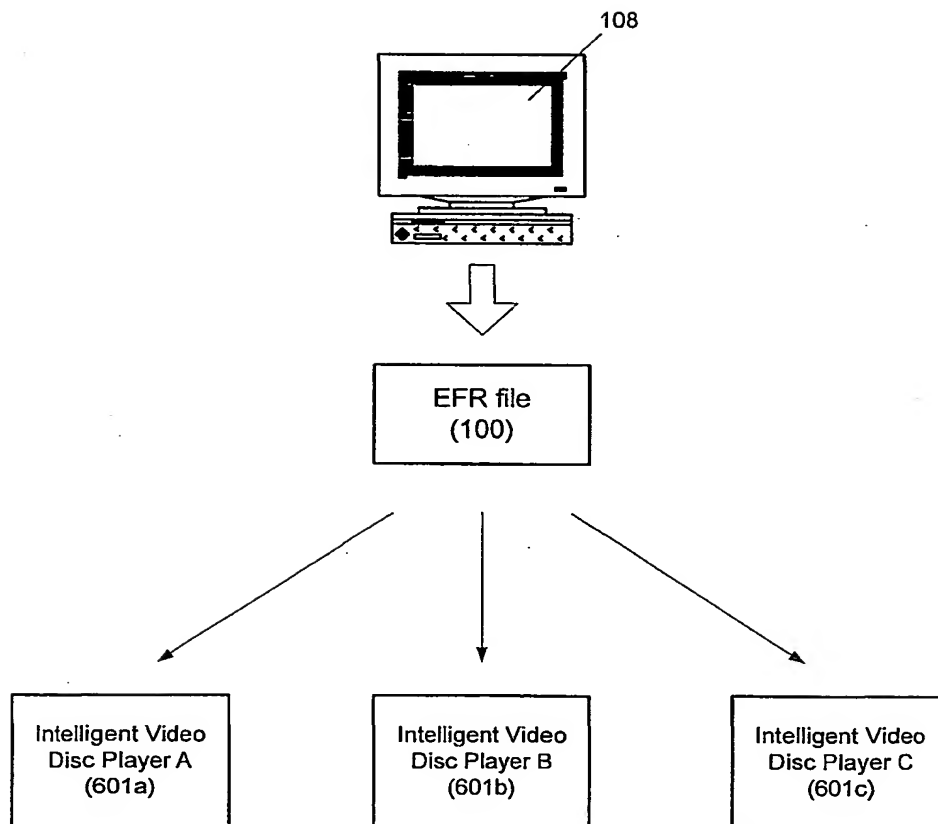 108
EFR file
(100)
Intelligent Video
Disc Player A
(601a)
Intelligent Video
Disc Player B
(601b)
Intelligent Video
Disc Player C
(601c)